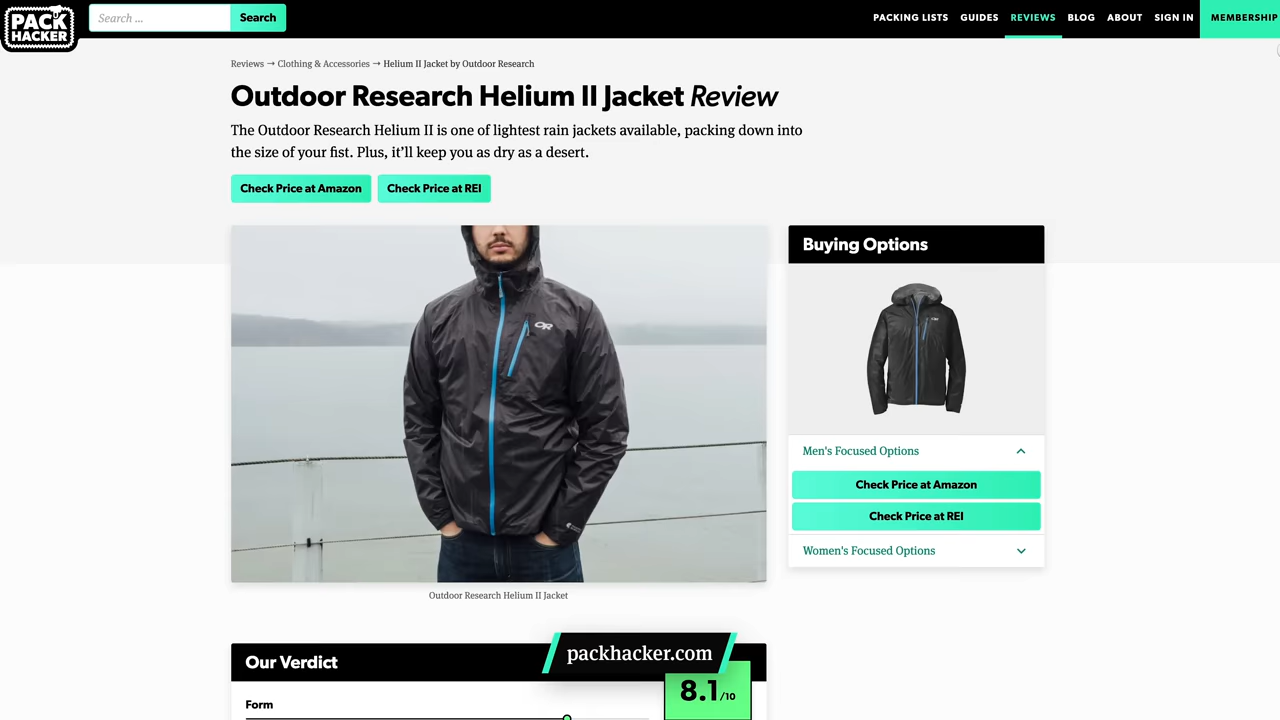 PACK
HACKER
Search ...
Search
PACKING LISTS
GUIDES
REVIEWS
BLOG
ABOUT
SIGN IN
MEMBERSHIP
Reviews → Clothing & Accessories → Helium II Jacket by Outdoor Research
Outdoor Research Helium II Jacket Review
The Outdoor Research Helium II is one of lightest rain jackets available, packing down into
the size of your fist. Plus, it'll keep you as dry as a desert.
Check Price at Amazon
Check Price at REI
OR
Outdoor Research Helium II Jacket
Buying Options
Men's Focused Options
Check Price at Amazon
Check Price at REI
Women's Focused Options
packhacker.com
Our Verdict
8.1/10
Form